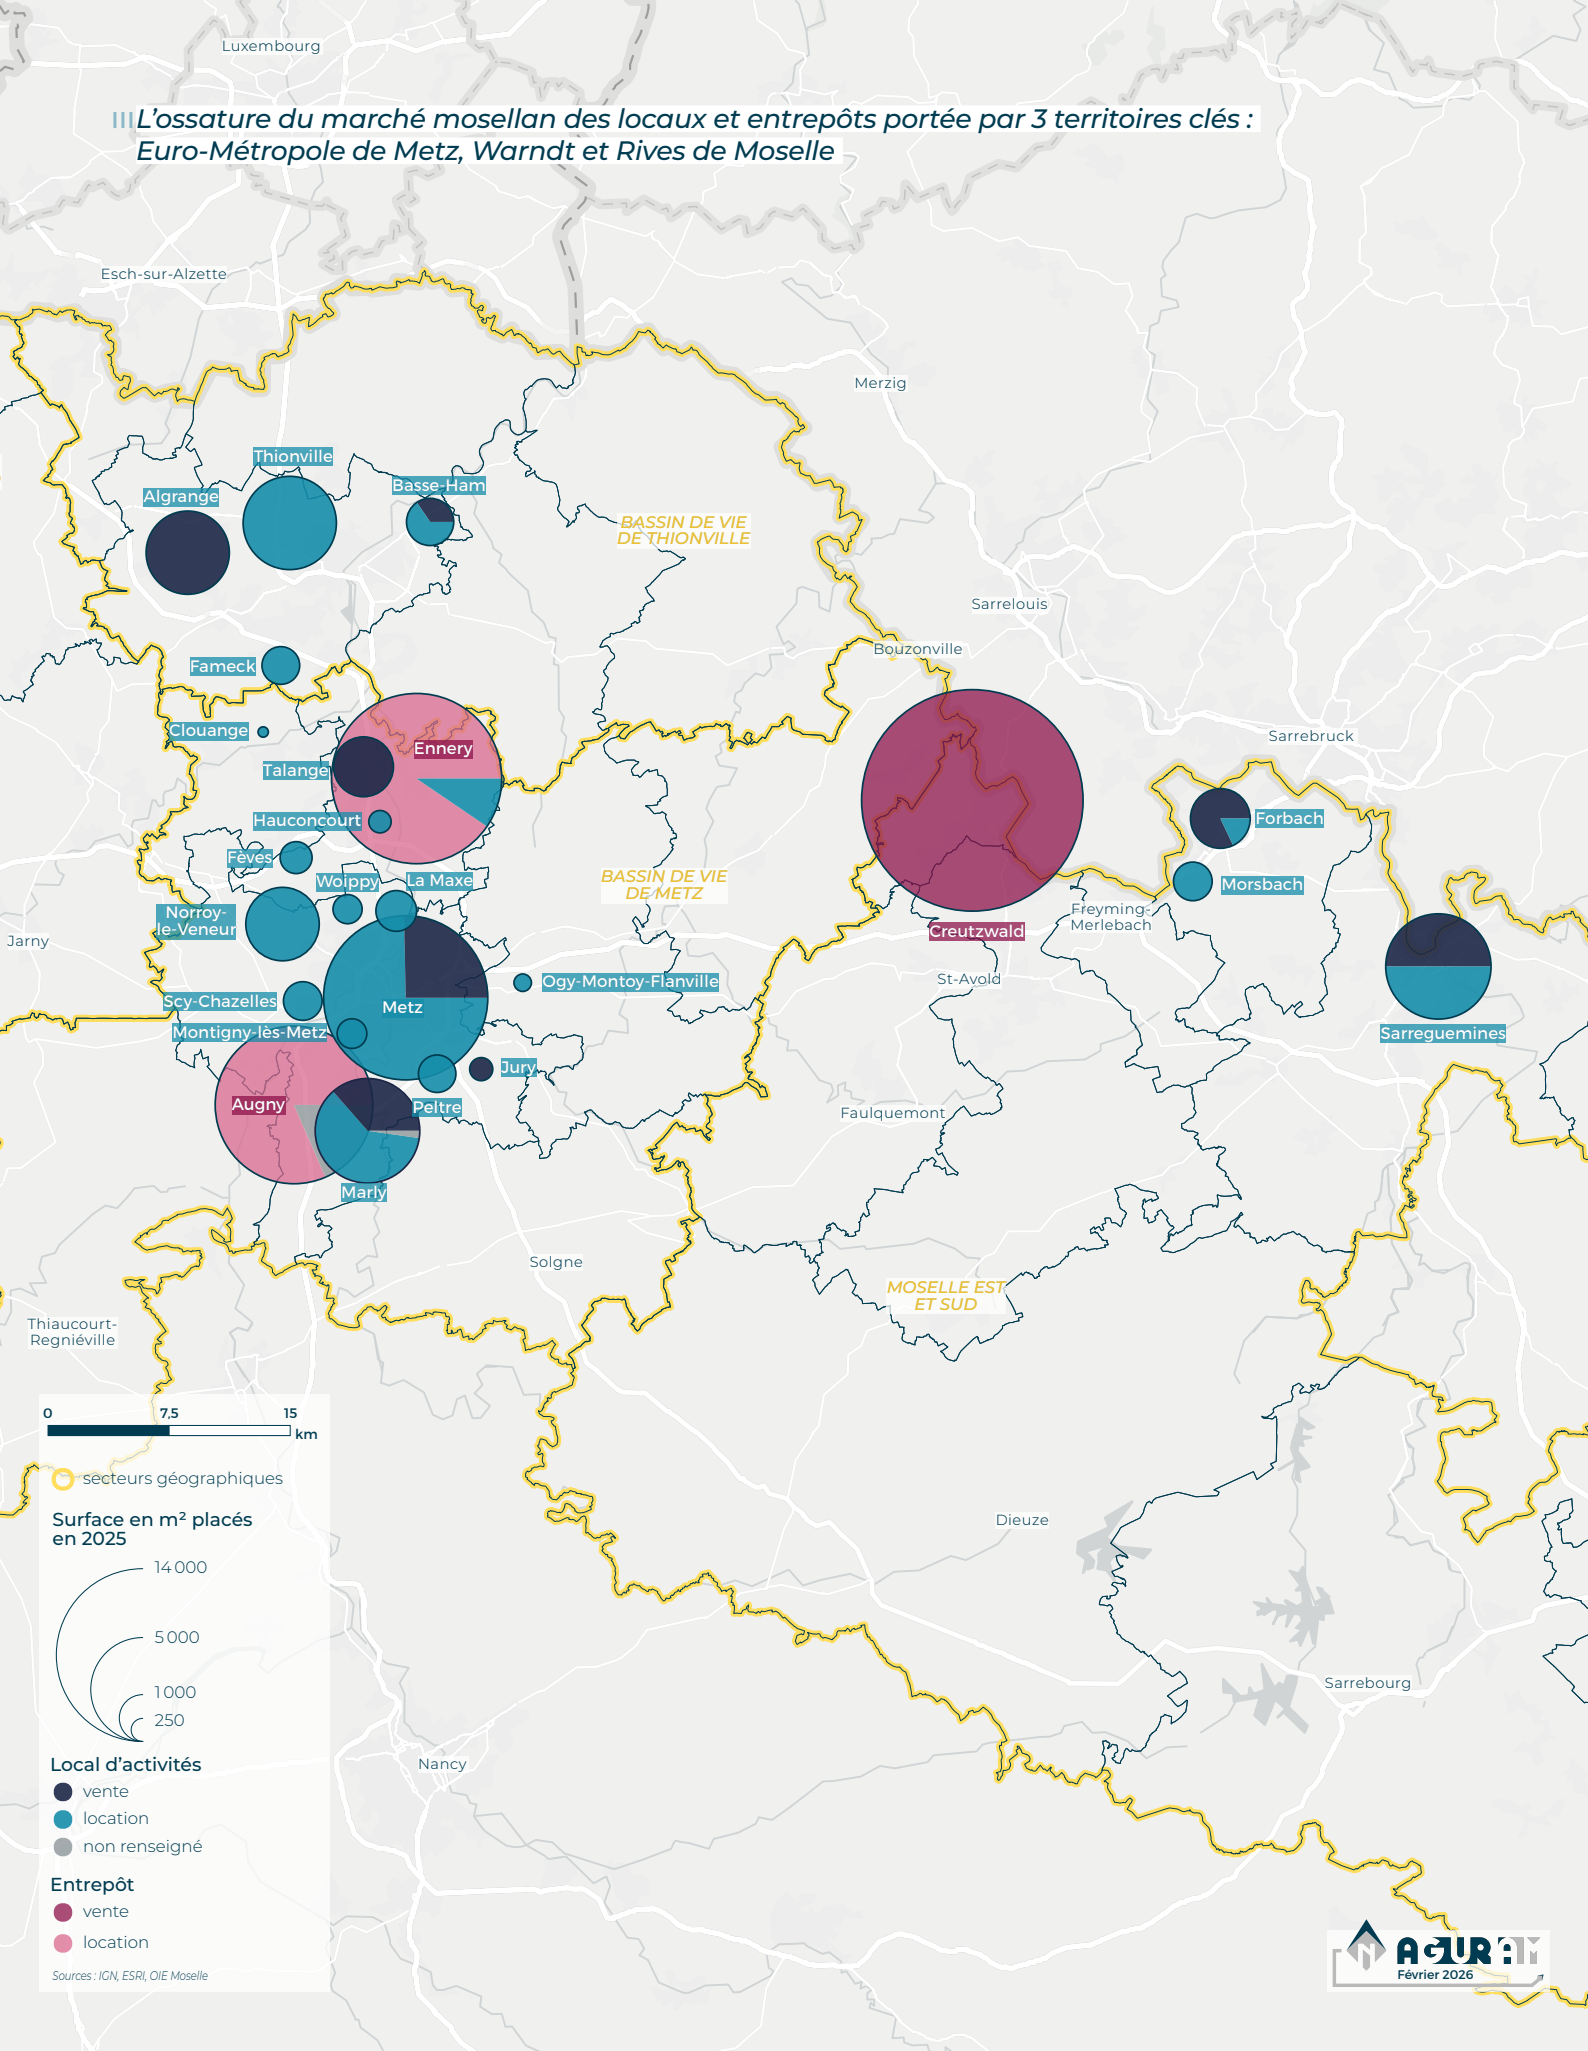 Luxembourg
L'ossature du marché mosellan des locaux et entrepôts portée par 3 territoires clés :
Euro-Métropole de Metz, Warndt et Rives de Moselle
Esch-sur-Alzette
Merzig
Thionville
Basse-Ham
Algrange
BASSIN DE VIE
DE THIONVILLE
Sarrelouis
Bouzonville
Fameck
Clouange
Sarrebruck
Ennery
Talange
Hauconcourt
Forbach
Fèves
Woippy
La Maxe
BASSIN DE VIE
DE METZ
Morsbach
Norroy-
le-Veneur
Freyming-
Merlebach
Creutzwald
Jarny
St-Avold
Ogy-Montoy-Flanville
Scy-Chazelles
Metz
Montigny-lès-Metz
Sarreguemines
Jury
Augny
Peltre
Faulquemont
Marly
Solgne
MOSELLE EST
ET SUD
Thiaucourt-
Regniéville
0 7,5 15
km
secteurs géographiques
Surface en m² placés
en 2025
14 000
5 000
1 000
250
Local d'activités
vente
location
non renseigné
Entrepôt
vente
location
Sources : IGN, ESRI, OIE Moselle
Dieuze
Sarrebourg
Nancy
N
AGURAM
Février 2026